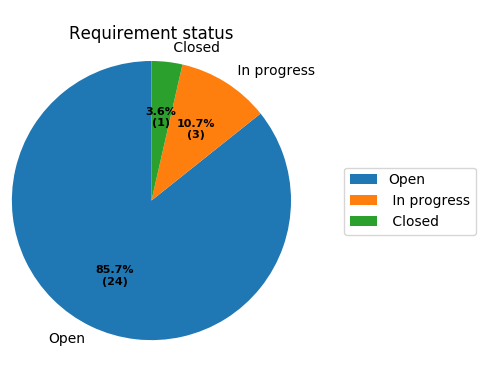 Requirement status
Closed
In progress
3.6%
(1)
10.7%
(3)
Open
In progress
Closed
85.7%
(24)
Open